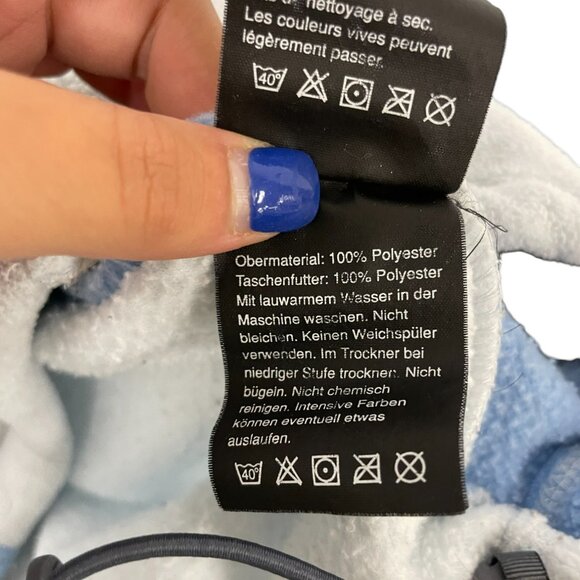 nettoyage à sec.
Les couleurs vives peuvent
légèrement passer.
40°
Obermaterial: 100% Polyester
Taschenfutter: 100% Polyester
Mit lauwarmem Wasser in der
Maschine waschen. Nicht
bleichen. Keinen Weichspüler
verwenden. Im Trockner bei
niedriger Stufe trocknen. Nicht
bügeln. Nicht chemisch
reinigen. Intensive Farben
können eventuell etwas
auslaufen.
40°